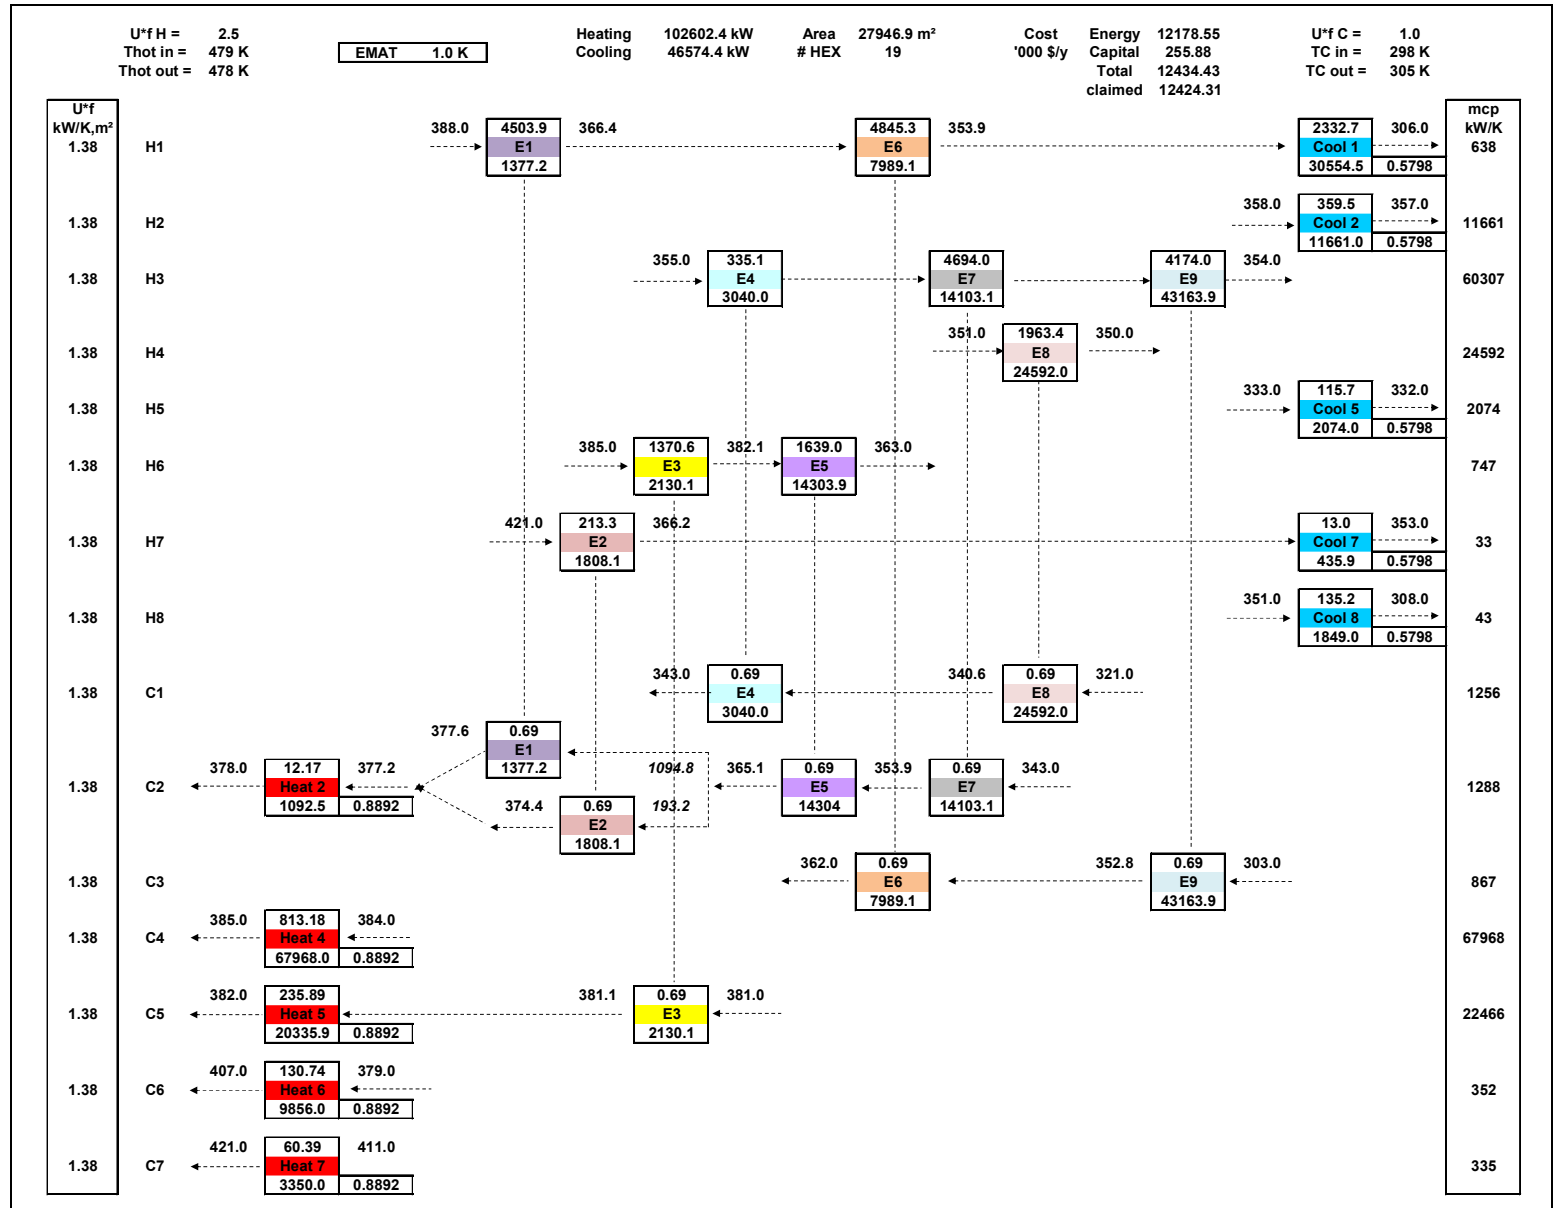 U*f H = 2.5 Heating 102602.4 kW Area 27946.9 m² Cost Energy 12178.55 U*f C = 1.0
Thot in = 479 K EMAT 1.0 K Cooling 46574.4 kW # HEX 19 '000 $/y Capital 255.88 TC in = 298 K
Thot out = 478 K Total 12434.43 TC out = 305 K
claimed 12424.31
U*f mcp
kW/K,m² 388.0 4503.9 366.4 4845.3 353.9 2332.7 306.0 kW/K
1.38 H1 E1 E6 Cool 1 638
1377.2 7989.1 30554.5 0.5798
358.0 359.5 357.0
1.38 H2 Cool 2 11661
11661.0 0.5798
355.0 335.1 4694.0 4174.0 354.0
1.38 H3 E4 E7 E9 60307
3040.0 14103.1 43163.9
351.0 1963.4 350.0
1.38 H4 E8 24592
24592.0
333.0 115.7 332.0
1.38 H5 Cool 5 2074
2074.0 0.5798
385.0 1370.6 382.1 1639.0 363.0
1.38 H6 E3 E5 747
2130.1 14303.9
421.0 213.3 366.2 13.0 353.0
1.38 H7 E2 Cool 7 33
1808.1 435.9 0.5798
351.0 135.2 308.0
1.38 H8 Cool 8 43
1849.0 0.5798
343.0 0.69 340.6 0.69 321.0
1.38 C1 E4 E8 1256
3040.0 24592.0
377.6 0.69
E1
378.0 12.17 377.2 1377.2 1094.8 365.1 0.69 353.9 0.69 343.0
1.38 C2 Heat 2 E5 E7 1288
1092.5 0.8892 374.4 0.69 193.2 14304 14103.1
E2
1808.1
362.0 0.69 352.8 0.69 303.0
1.38 C3 E6 E9 867
7989.1 43163.9
385.0 813.18 384.0
1.38 C4 Heat 4 67968
67968.0 0.8892
382.0 235.89 381.1 0.69 381.0
1.38 C5 Heat 5 E3 22466
20335.9 0.8892 2130.1
407.0 130.74 379.0
1.38 C6 Heat 6 352
9856.0 0.8892
421.0 60.39 411.0
1.38 C7 Heat 7 335
3350.0 0.8892